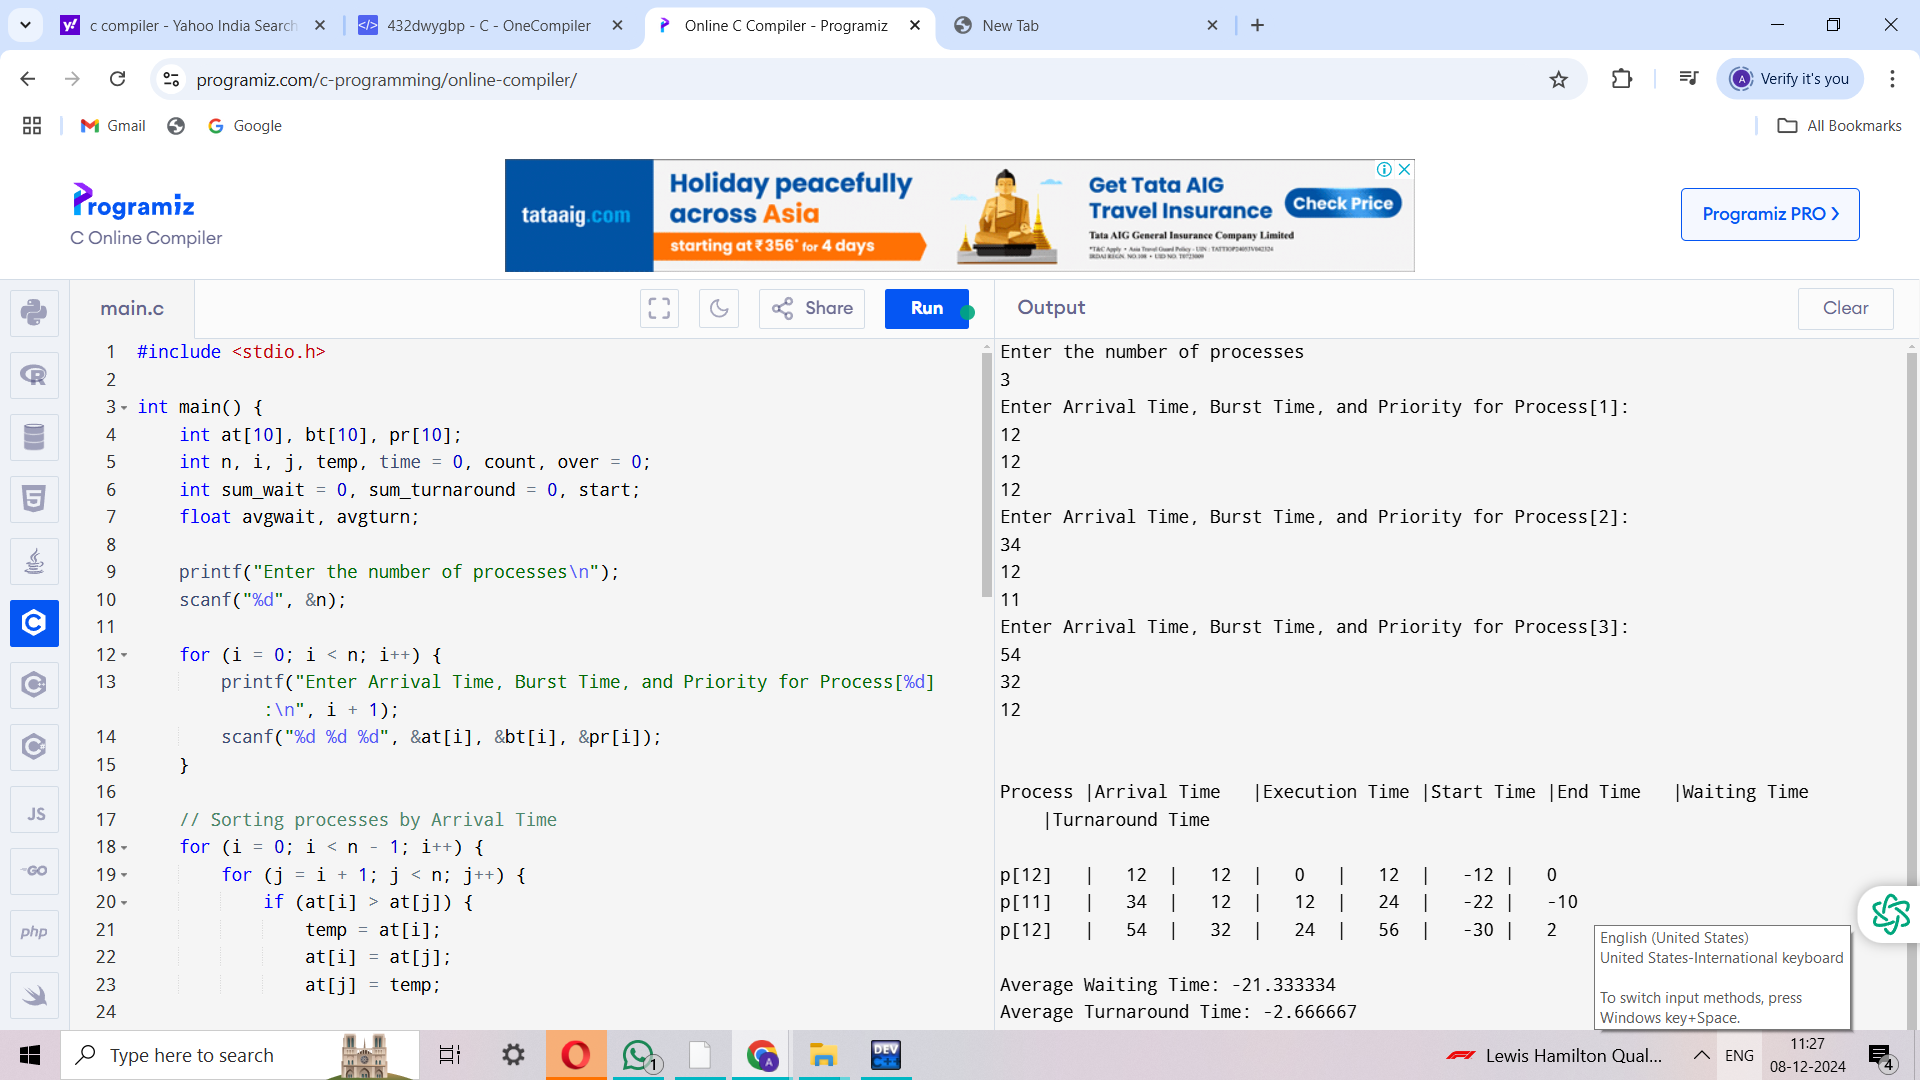 c compiler - Yahoo India Search
432dwygbp - C - OneCompiler
Online C Compiler - Programiz
New Tab
programiz.com/c-programming/online-compiler/
Verify it's you
Gmail
Google
All Bookmarks
Programiz
C Online Compiler
tataaig.com
Holiday peacefully
across Asia
starting at ₹356* for 4 days
Get Tata AIG
Travel Insurance
Check Price
Tata AIG General Insurance Company Limited
Programiz PRO
main.c
Share
Run
Output
Clear
1 #include <stdio.h>
2
3 int main() {
4 int at[10], bt[10], pr[10];
5 int n, i, j, temp, time = 0, count, over = 0;
6 int sum_wait = 0, sum_turnaround = 0, start;
7 float avgwait, avgturn;
8
9 printf("Enter the number of processes\n");
10 scanf("%d", &n);
11
12 for (i = 0; i < n; i++) {
13 printf("Enter Arrival Time, Burst Time, and Priority for Process[%d]
:\n", i + 1);
14 scanf("%d %d %d", &at[i], &bt[i], &pr[i]);
15 }
16
17 // Sorting processes by Arrival Time
18 for (i = 0; i < n - 1; i++) {
19 for (j = i + 1; j < n; j++) {
20 if (at[i] > at[j]) {
21 temp = at[i];
22 at[i] = at[j];
23 at[j] = temp;
24
Enter the number of processes
3
Enter Arrival Time, Burst Time, and Priority for Process[1]:
12
12
12
Enter Arrival Time, Burst Time, and Priority for Process[2]:
34
12
11
Enter Arrival Time, Burst Time, and Priority for Process[3]:
54
32
12
Process |Arrival Time |Execution Time |Start Time |End Time |Waiting Time
|Turnaround Time
p[12] | 12 | 12 | 0 | 12 | -12 | 0
p[11] | 34 | 12 | 12 | 24 | -22 | -10
p[12] | 54 | 32 | 24 | 56 | -30 | 2
Average Waiting Time: -21.333334
Average Turnaround Time: -2.666667
JS
GO
php
English (United States)
United States-International keyboard
To switch input methods, press
Windows key+Space.
Type here to search
1
DEV
Lewis Hamilton Qual...
ENG
11:27
08-12-2024
4